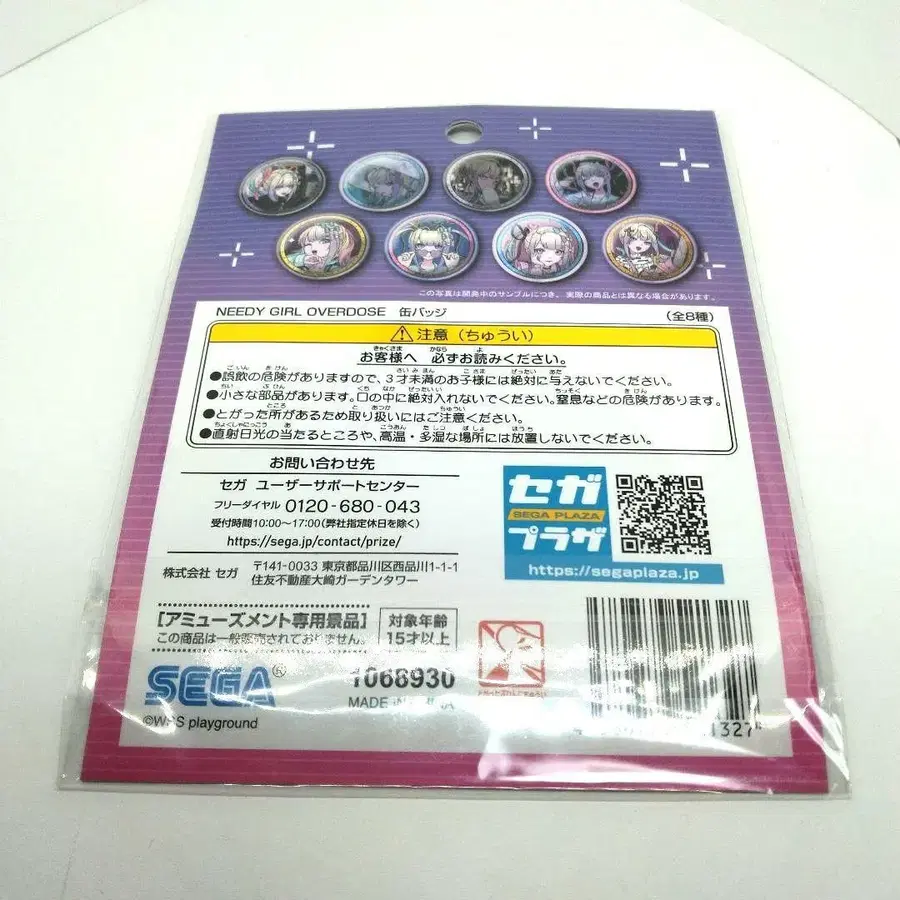 この写真は開発中のサンプルにつき、実際の商品とは異なる場合があります。
NEEDY GIRL OVERDOSE 缶バッジ (全8種)
注意(ちゅうい)
お客様へ 必ずお読みください。
●誤飲の危険がありますので、3才未満のお子様には絶対に与えないでください。
●小さな部品があります。口の中に絶対入れないでください。窒息などの危険があります。
●とがった所があるため取り扱いにはご注意ください。
●直射日光の当たるところや、高温・多湿な場所には放置しないでください。
お問い合わせ先
セガ ユーザーサポートセンター
フリーダイヤル 0120-680-043
受付時間10:00〜17:00(弊社指定休日を除く)
https://sega.jp/contact/prize/
株式会社 セガ 〒141-0033 東京都品川区西品川1-1-1
住友不動産大崎ガーデンタワー
セガ
SEGA PLAZA
プラザ
https://segaplaza.jp
[アミューズメント専用景品]
この商品は一般販売されておりません。
対象年齢
15才以上
SEGA®
1068930
MADE IN
©WSS playground
327